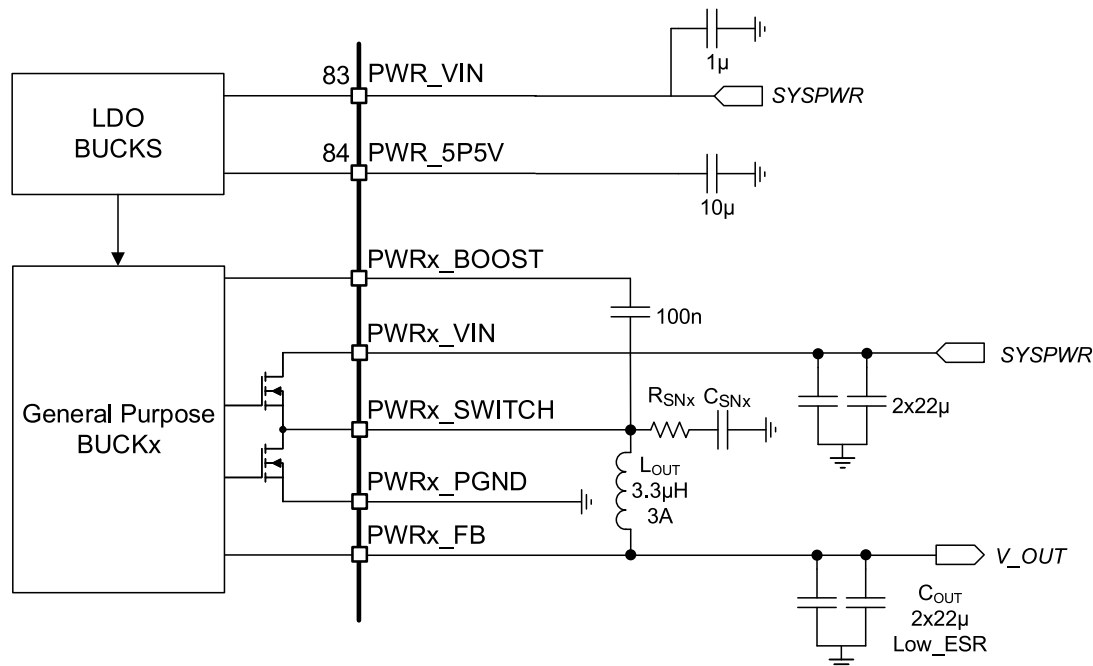 1µ
83 PWR_VIN
SYSPWR
LDO
BUCKS
84 PWR_5P5V
10µ
PWRx_BOOST
100n
PWRx_VIN
SYSPWR
2x22µ
General Purpose
BUCKx
PWRx_SWITCH
RSNx CSNx
LOUT
3.3µH
3A
PWRx_PGND
PWRx_FB
V_OUT
COUT
2x22µ
Low_ESR